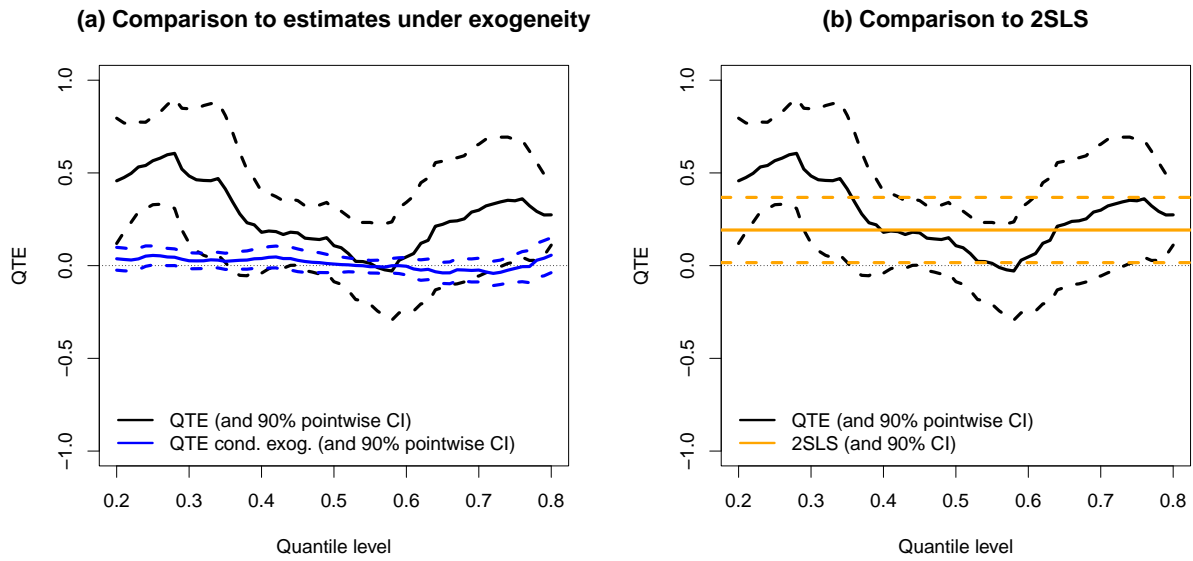 (a) Comparison to estimates under exogeneity
QTE
1.0
0.5
0.0
−0.5
−1.0
QTE (and 90% pointwise CI)
QTE cond. exog. (and 90% pointwise CI)
0.2 0.3 0.4 0.5 0.6 0.7 0.8
Quantile level
(b) Comparison to 2SLS
QTE
1.0
0.5
0.0
−0.5
−1.0
QTE (and 90% pointwise CI)
2SLS (and 90% CI)
0.2 0.3 0.4 0.5 0.6 0.7 0.8
Quantile level